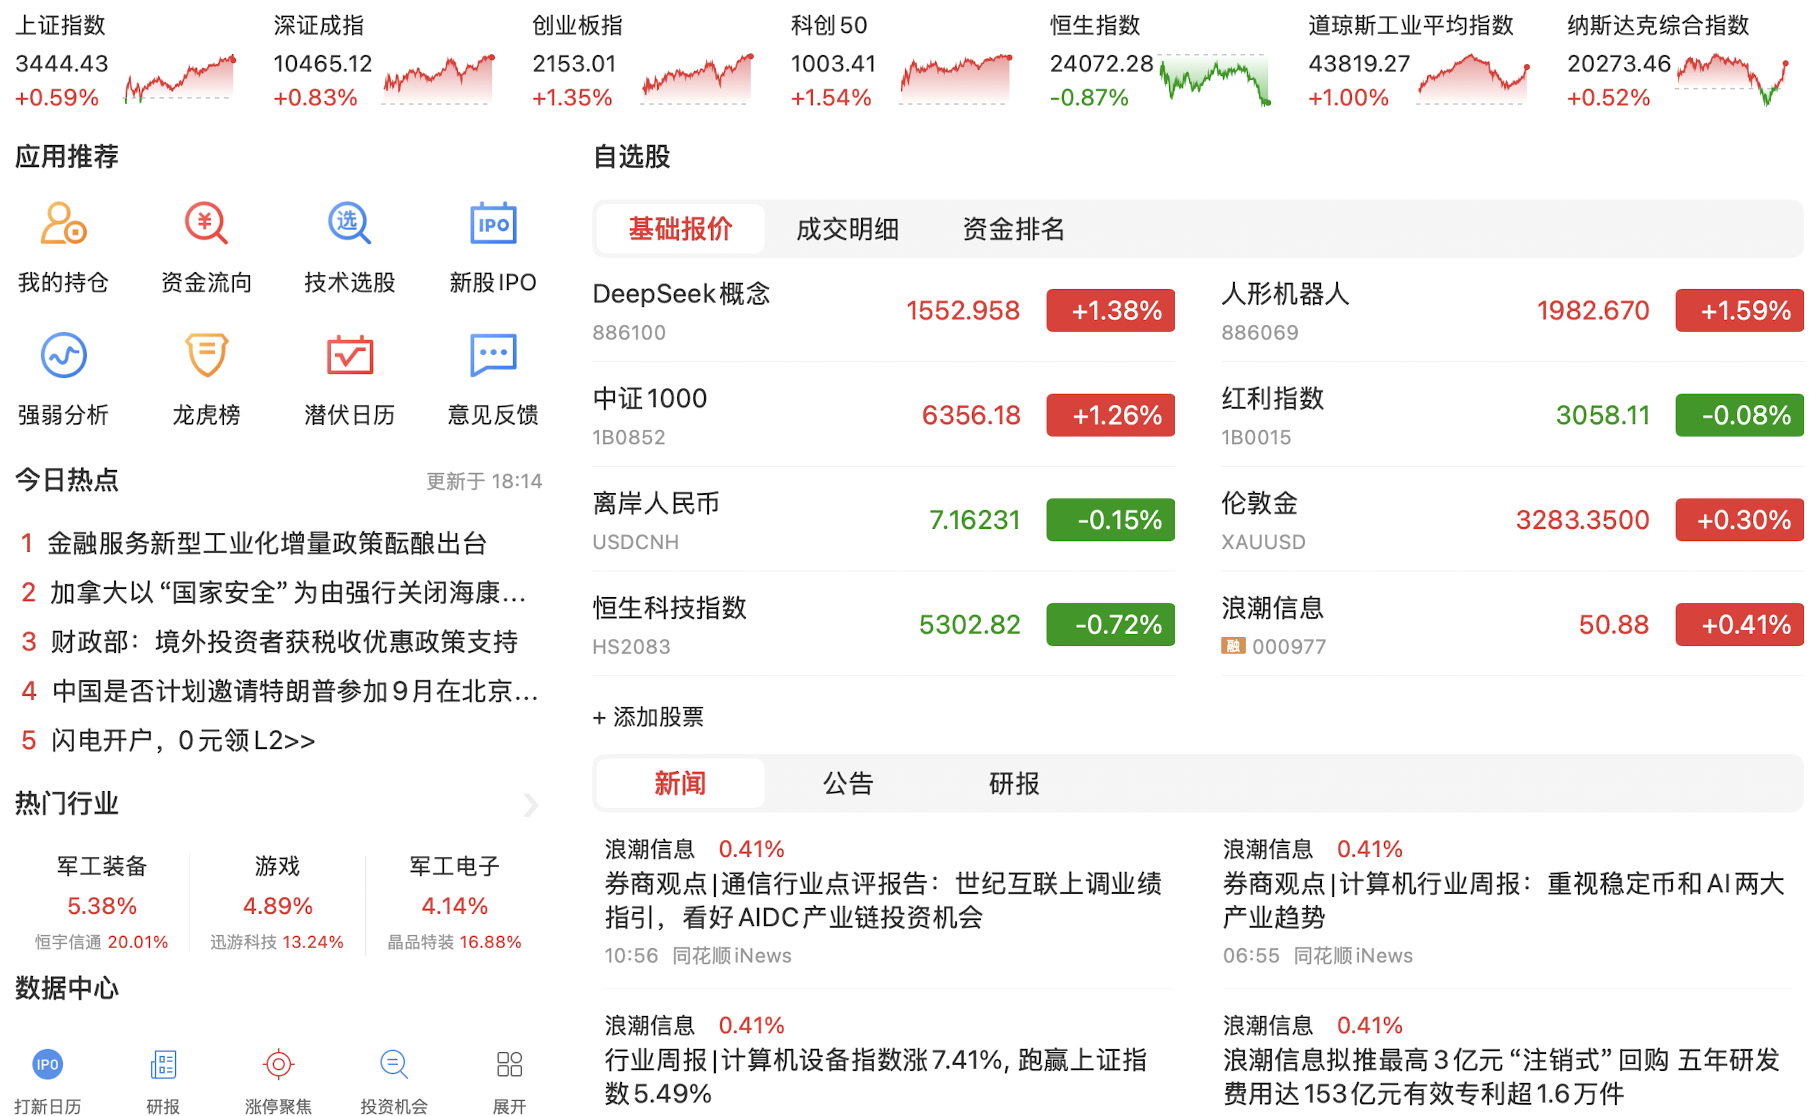 上证指数
3444.43
+0.59%
深证成指
10465.12
+0.83%
创业板指
2153.01
+1.35%
科创50
1003.41
+1.54%
恒生指数
24072.28
-0.87%
道琼斯工业平均指数
43819.27
+1.00%
纳斯达克综合指数
20273.46
+0.52%
应用推荐
我的持仓
¥
资金流向
选
技术选股
IPO
新股IPO
强弱分析
龙虎榜
潜伏日历
意见反馈
今日热点
更新于 18:14
1 金融服务新型工业化增量政策酝酿出台
2 加拿大以“国家安全”为由强行关闭海康...
3 财政部：境外投资者获税收优惠政策支持
4 中国是否计划邀请特朗普参加9月在北京...
5 闪电开户，0元领L2>>
热门行业
军工装备
5.38%
恒宇信通 20.01%
游戏
4.89%
迅游科技 13.24%
军工电子
4.14%
晶品特装 16.88%
数据中心
IPO
打新日历
研报
涨停聚焦
投资机会
展开
自选股
基础报价 成交明细 资金排名
DeepSeek概念
886100
1552.958
+1.38%
人形机器人
886069
1982.670
+1.59%
中证1000
1B0852
6356.18
+1.26%
红利指数
1B0015
3058.11
-0.08%
离岸人民币
USDCNH
7.16231
-0.15%
伦敦金
XAUUSD
3283.3500
+0.30%
恒生科技指数
HS2083
5302.82
-0.72%
浪潮信息
融 000977
50.88
+0.41%
+ 添加股票
新闻 公告 研报
浪潮信息 0.41%
券商观点|通信行业点评报告：世纪互联上调业绩
指引，看好AIDC产业链投资机会
10:56 同花顺iNews
浪潮信息 0.41%
券商观点|计算机行业周报：重视稳定币和AI两大
产业趋势
06:55 同花顺iNews
浪潮信息 0.41%
行业周报|计算机设备指数涨7.41%, 跑赢上证指
数5.49%
浪潮信息 0.41%
浪潮信息拟推最高3亿元“注销式”回购 五年研发
费用达153亿元有效专利超1.6万件